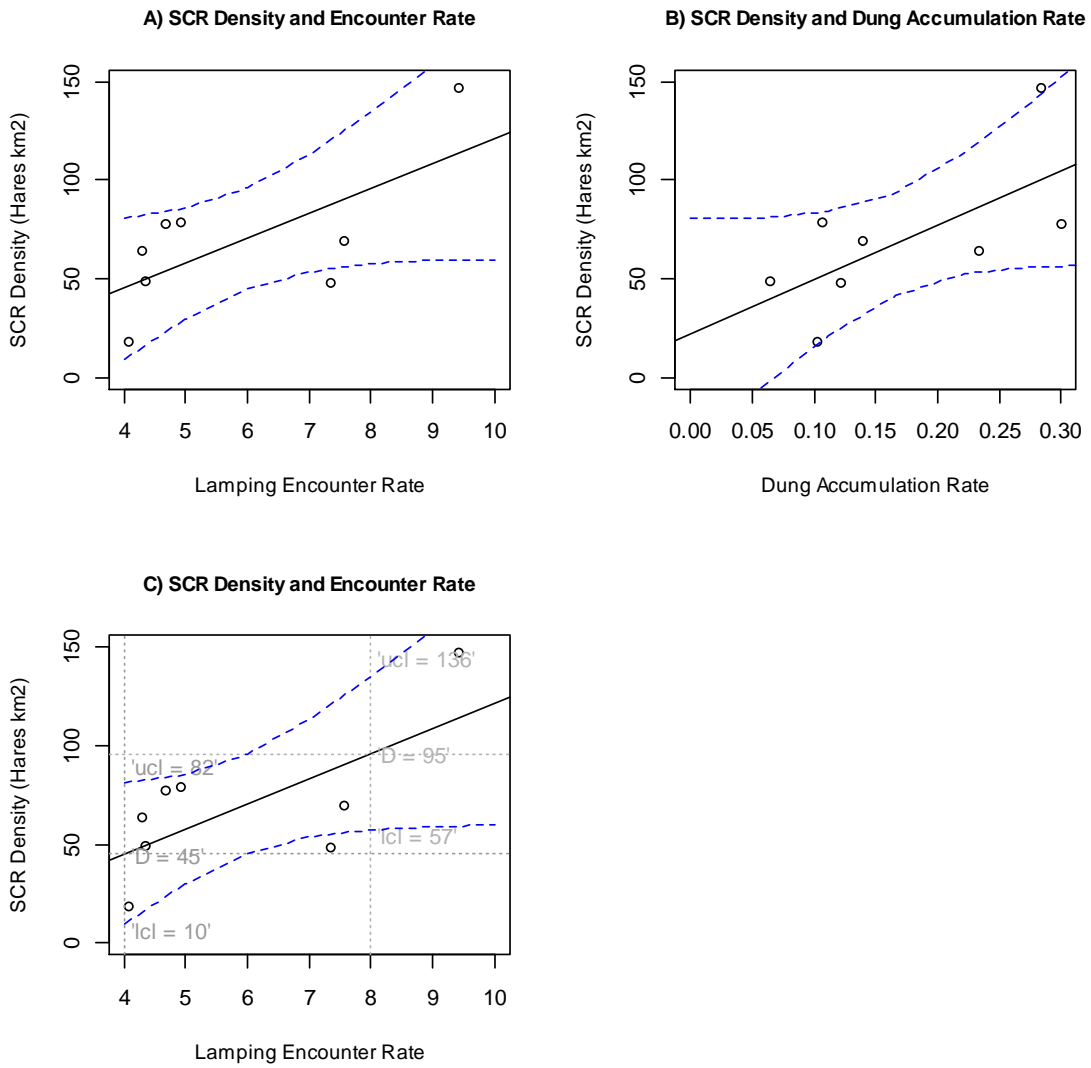 A) SCR Density and Encounter Rate
SCR Density (Hares km2)
150
100
50
0
4 5 6 7 8 9 10
Lamping Encounter Rate
B) SCR Density and Dung Accumulation Rate
SCR Density (Hares km2)
150
100
50
0
0.00 0.05 0.10 0.15 0.20 0.25 0.30
Dung Accumulation Rate
C) SCR Density and Encounter Rate
SCR Density (Hares km2)
150
100
50
0
'ucl = 136'
'D = 95'
'ucl = 82'
'lcl = 57'
'D = 45'
'lcl = 10'
4 5 6 7 8 9 10
Lamping Encounter Rate